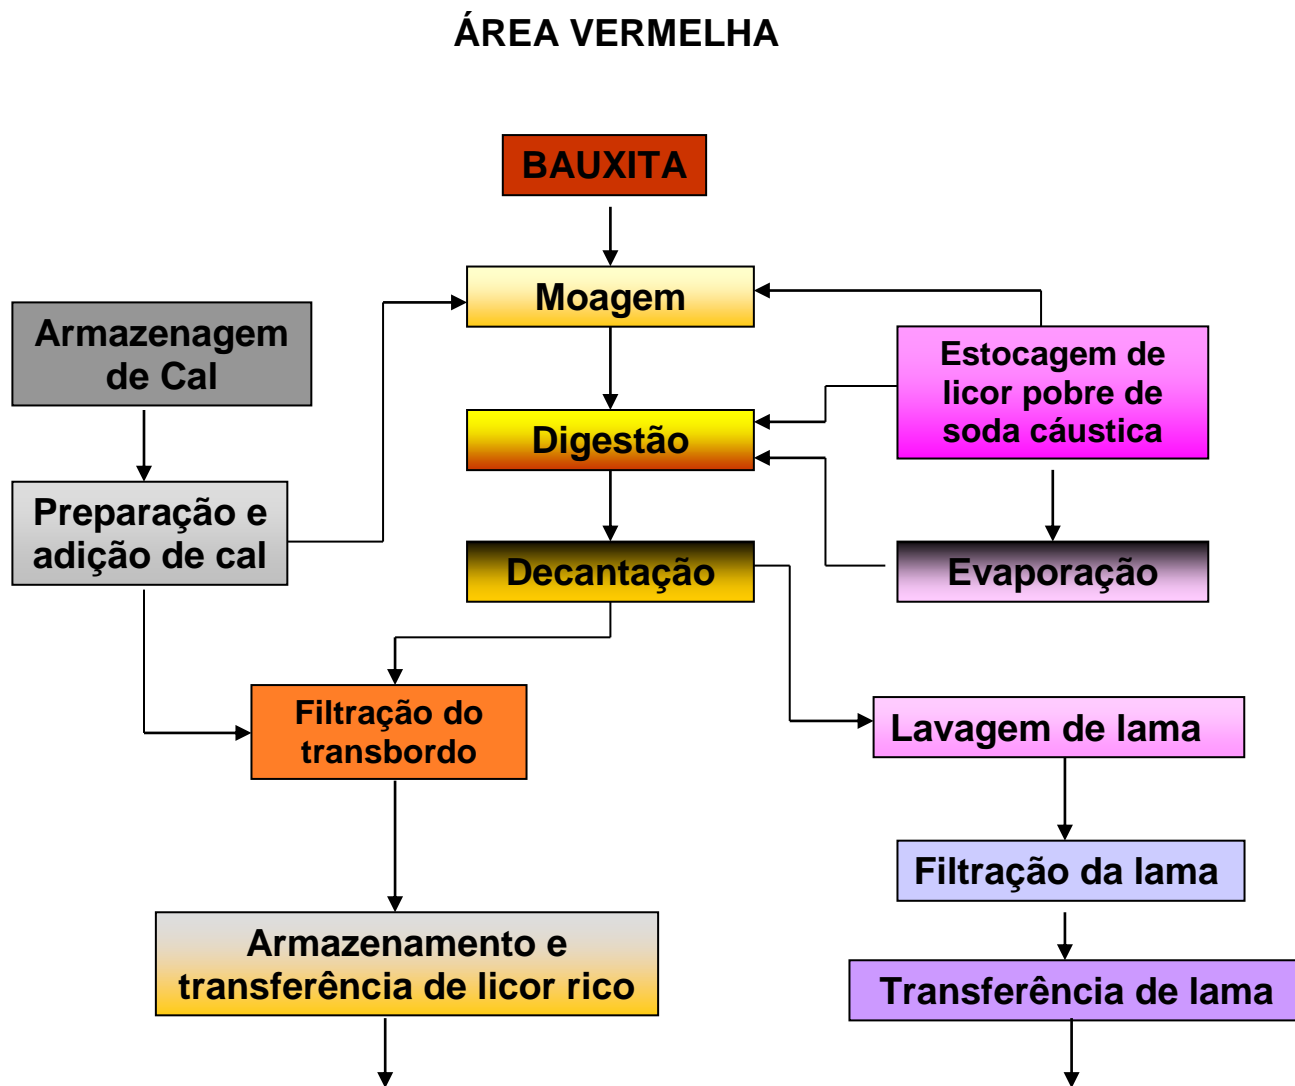 ÁREA VERMELHA
BAUXITA
Moagem
Armazenagem
de Cal
Estocagem de
licor pobre de
soda cáustica
Digestão
Preparação e
adição de cal
Decantação
Evaporação
Filtração do
transbordo
Lavagem de lama
Filtração da lama
Armazenamento e
transferência de licor rico
Transferência de lama